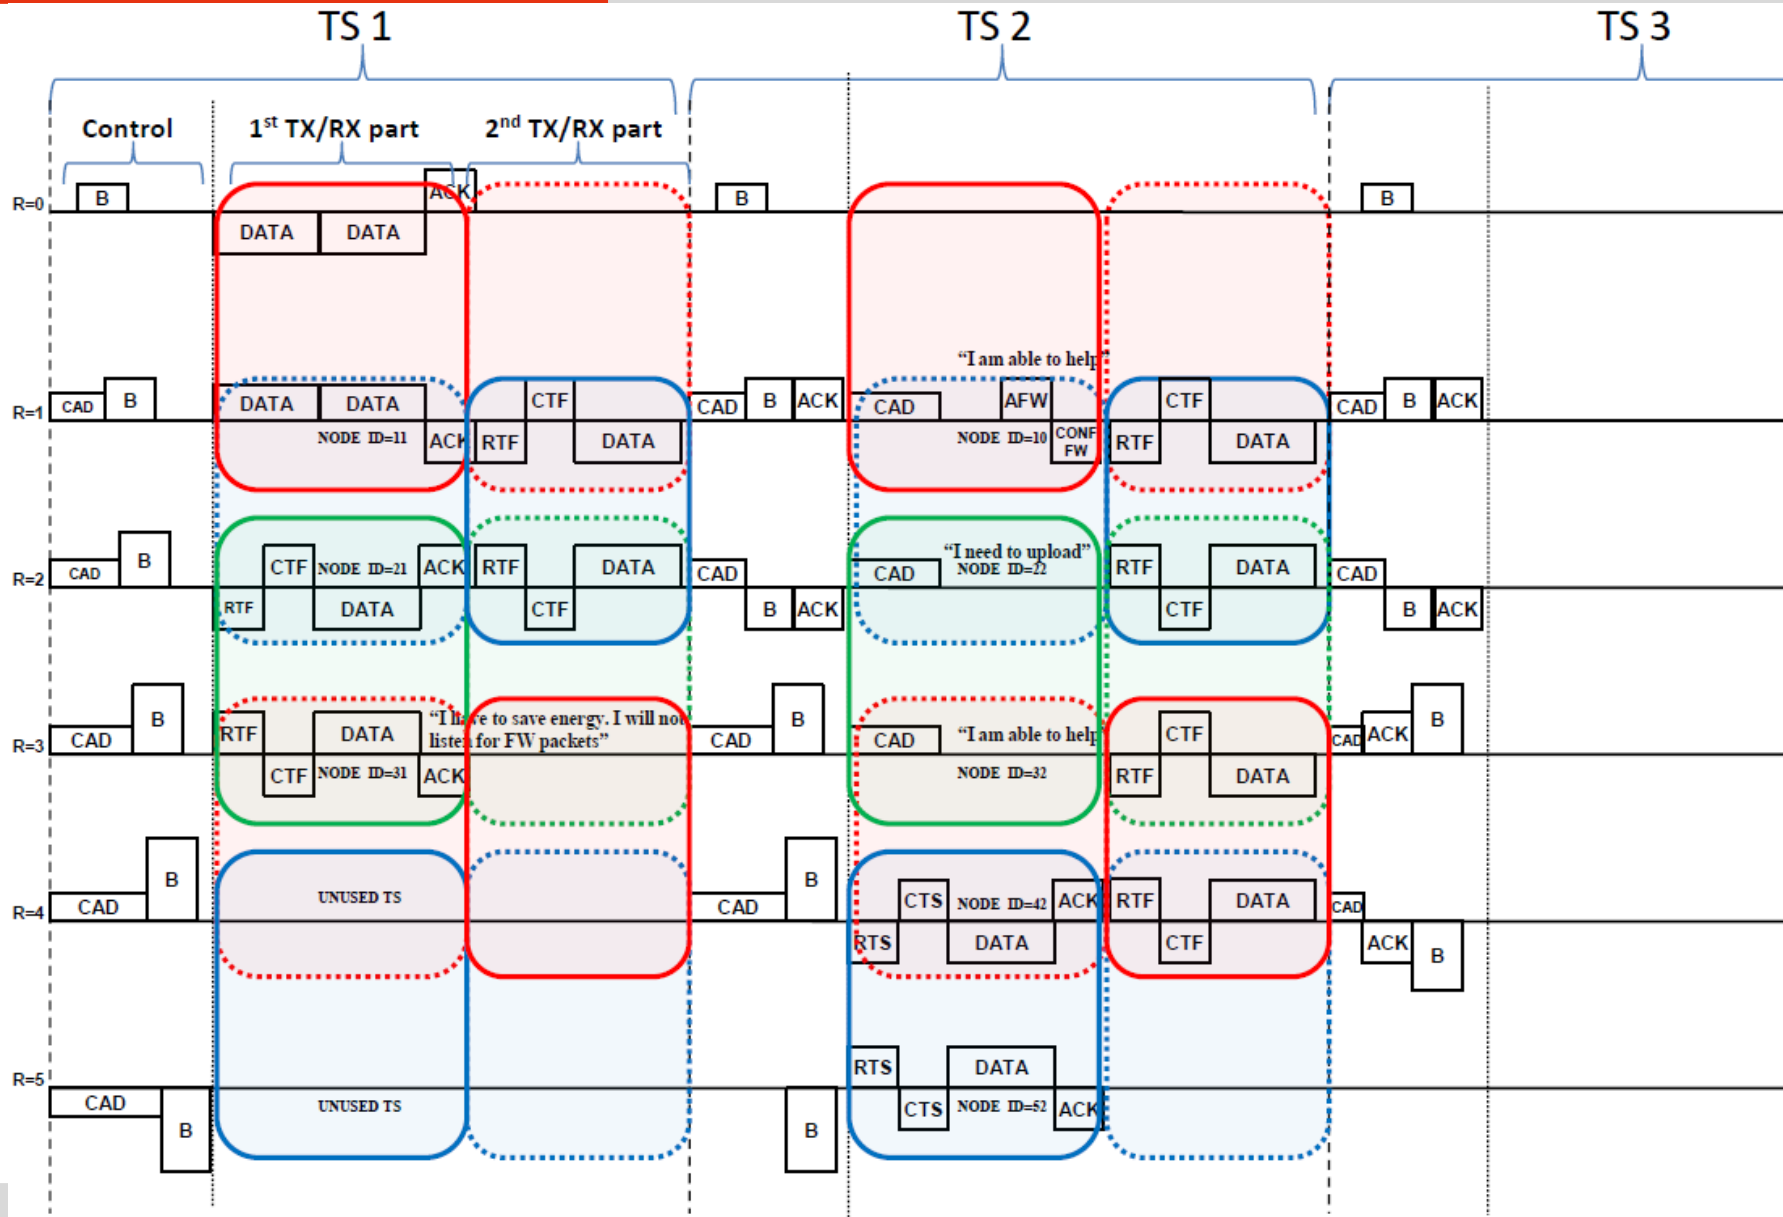 TS 1 TS 2 TS 3
Control 1st TX/RX part 2nd TX/RX part
R=0 B ACK B B
DATA DATA
"I am able to help"
R=1 CAD B DATA DATA CTF CAD B ACK CAD AFW CTF CAD B ACK
NODE ID=11 ACK RTF DATA NODE ID=10 CONF FW RTF DATA
"I need to upload"
R=2 CAD B CTF NODE ID=21 ACK RTF DATA CAD CAD NODE ID=22 RTF DATA CAD
RTF DATA CTF B ACK CTF B ACK
"I have to save energy. I will not
listen for FW packets"
R=3 CAD B RTF DATA CAD B CAD "I am able to help" CTF CAD ACK B
CTF NODE ID=31 ACK NODE ID=32 RTF DATA
R=4 CAD B UNUSED TS CAD B CTS NODE ID=42 ACK RTF DATA CAD
RTS DATA CTF ACK B
RTS DATA
R=5 CAD B UNUSED TS B CTS NODE ID=52 ACK